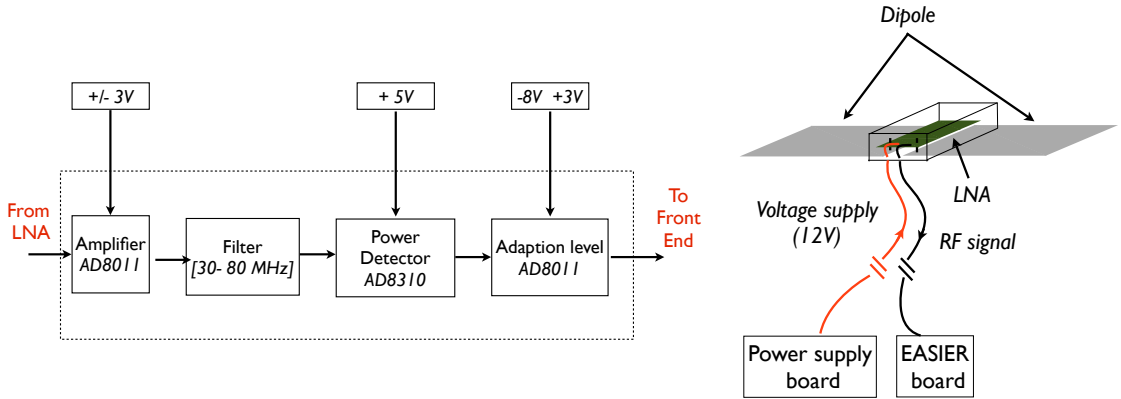 +/- 3V
+ 5V
-8V +3V
From
LNA
Amplifier
AD8011
Filter
[30- 80 MHz]
Power
Detector
AD8310
Adaption level
AD8011
To
Front
End
Dipole
LNA
Voltage supply
(12V)
RF signal
Power supply
board
EASIER
board